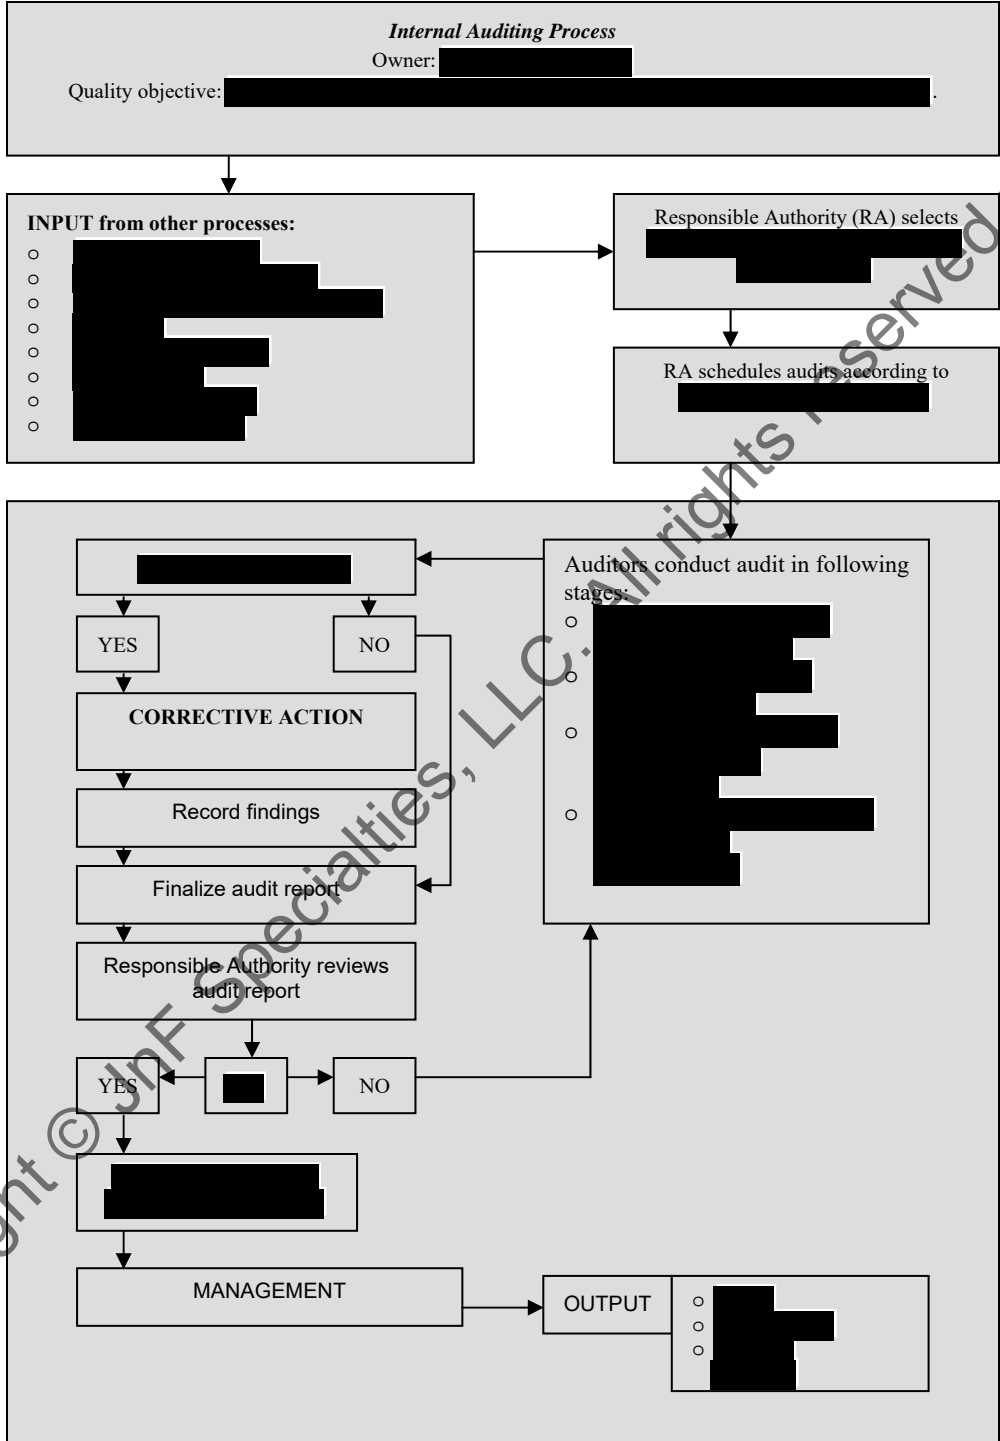 Internal Auditing Process
Owner:
Quality objective: .
INPUT from other processes:
Responsible Authority (RA) selects
RA schedules audits according to
Auditors conduct audit in following
stages:
YES
NO
CORRECTIVE ACTION
Record findings
Finalize audit report
Responsible Authority reviews
audit report
YES
NO
MANAGEMENT
OUTPUT
ght © JnF Specialties, LLC. All rights reserved